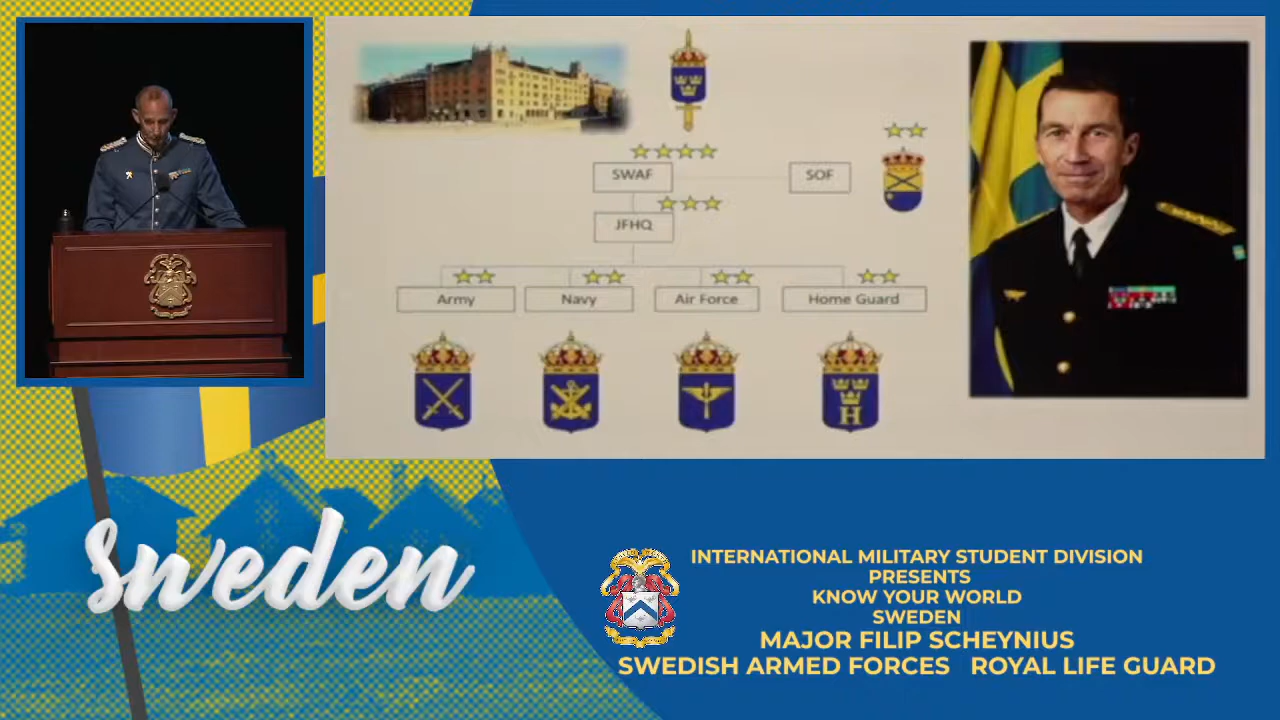 SWAF
SOF
JFHQ
Army
Navy
Air Force
Home Guard
H
Sweden
INTERNATIONAL MILITARY STUDENT DIVISION
PRESENTS
KNOW YOUR WORLD
SWEDEN
MAJOR FILIP SCHEYNIUS
SWEDISH ARMED FORCES ROYAL LIFE GUARD